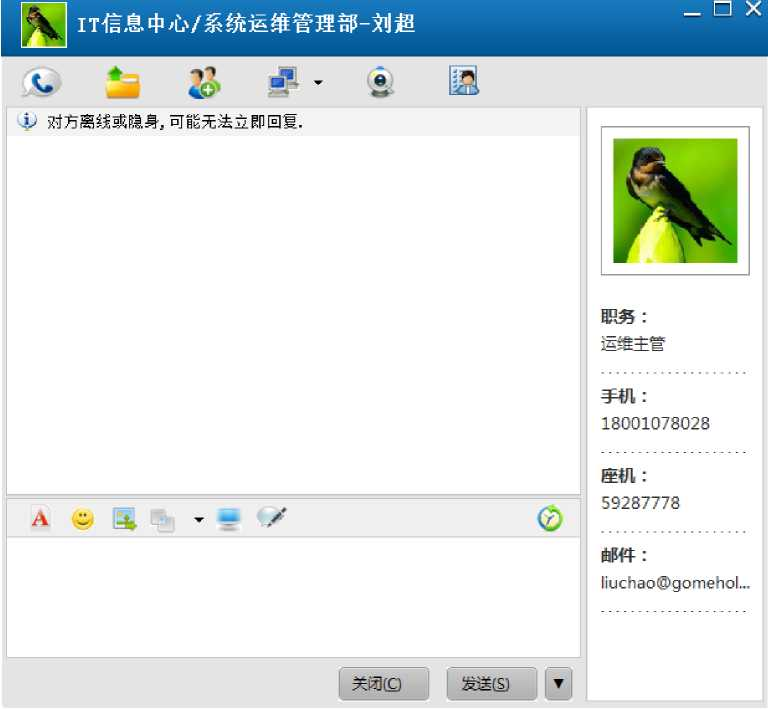 IT信息中心/系统运维管理部-刘超
对方离线或隐身,可能无法立即回复.
职务：
运维主管
手机：
18001078028
座机：
59287778
邮件：
liuchao@gomehol...
A
关闭(C)
发送(S)